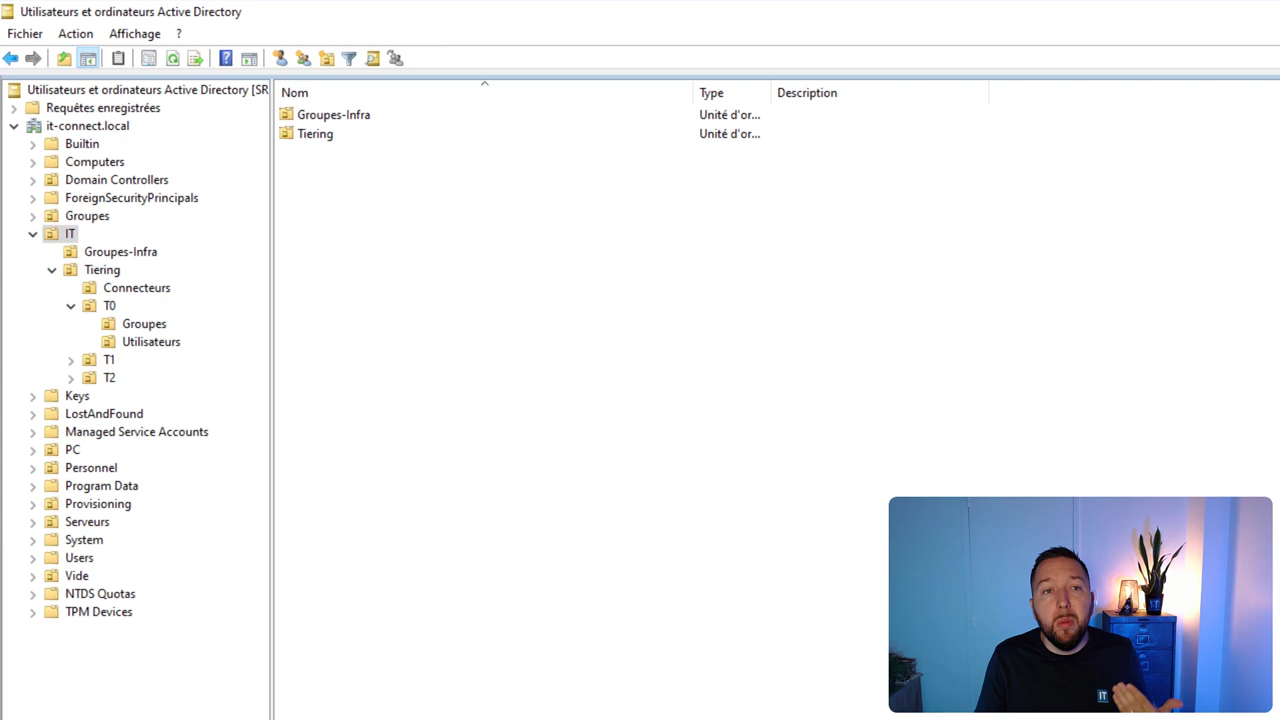 Utilisateurs et ordinateurs Active Directory
Fichier Action Affichage ?
Utilisateurs et ordinateurs Active Directory [SR
Requêtes enregistrées
it-connect.local
Builtin
Computers
Domain Controllers
ForeignSecurityPrincipals
Groupes
IT
Groupes-Infra
Tiering
Connecteurs
T0
Groupes
Utilisateurs
T1
T2
Keys
LostAndFound
Managed Service Accounts
PC
Personnel
Program Data
Provisioning
Serveurs
System
Users
Vide
NTDS Quotas
TPM Devices
Nom Type Description
Groupes-Infra Unité d'or...
Tiering Unité d'or...
IT
IT